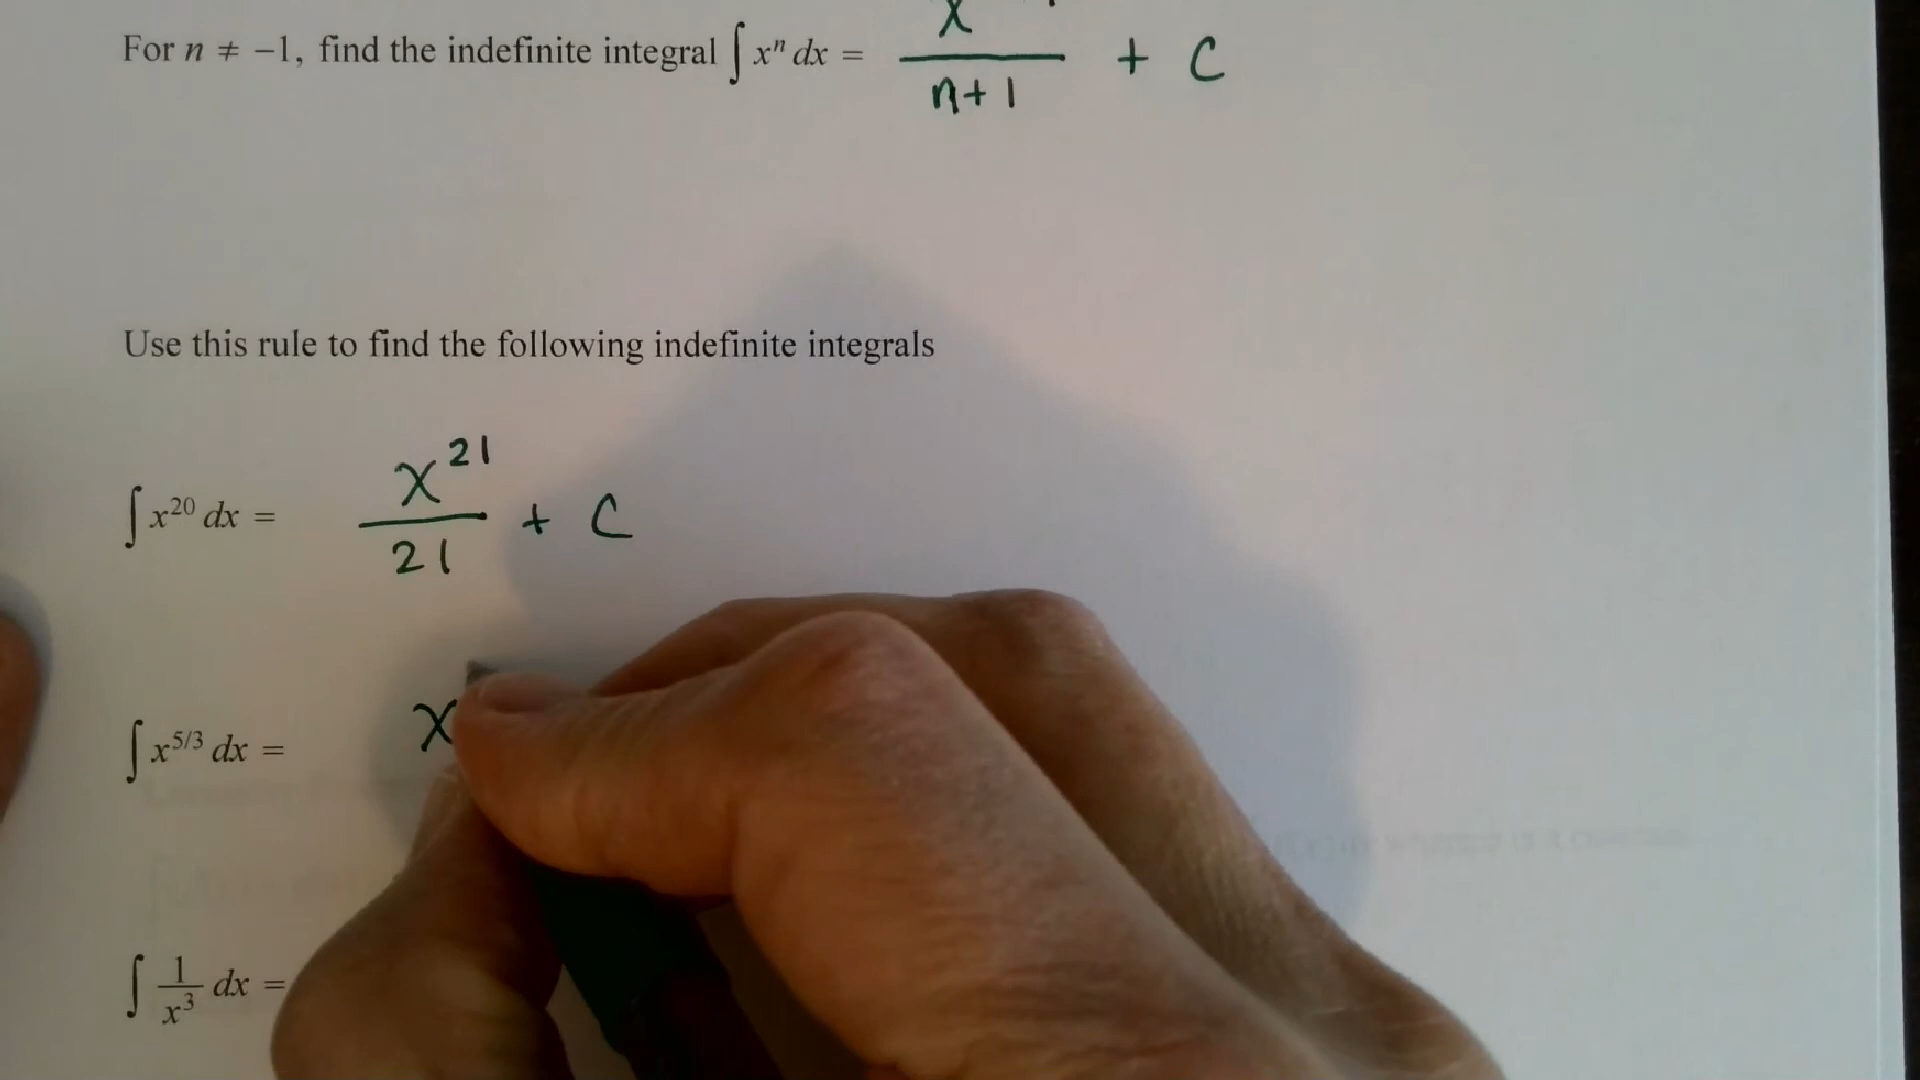 For n ≠ −1, find the indefinite integral ∫ xⁿ dx = x / n+1 + C
Use this rule to find the following indefinite integrals
∫ x²⁰ dx = x²¹ / 21 + C
∫ x^{5/3} dx = x
∫ 1/x³ dx =